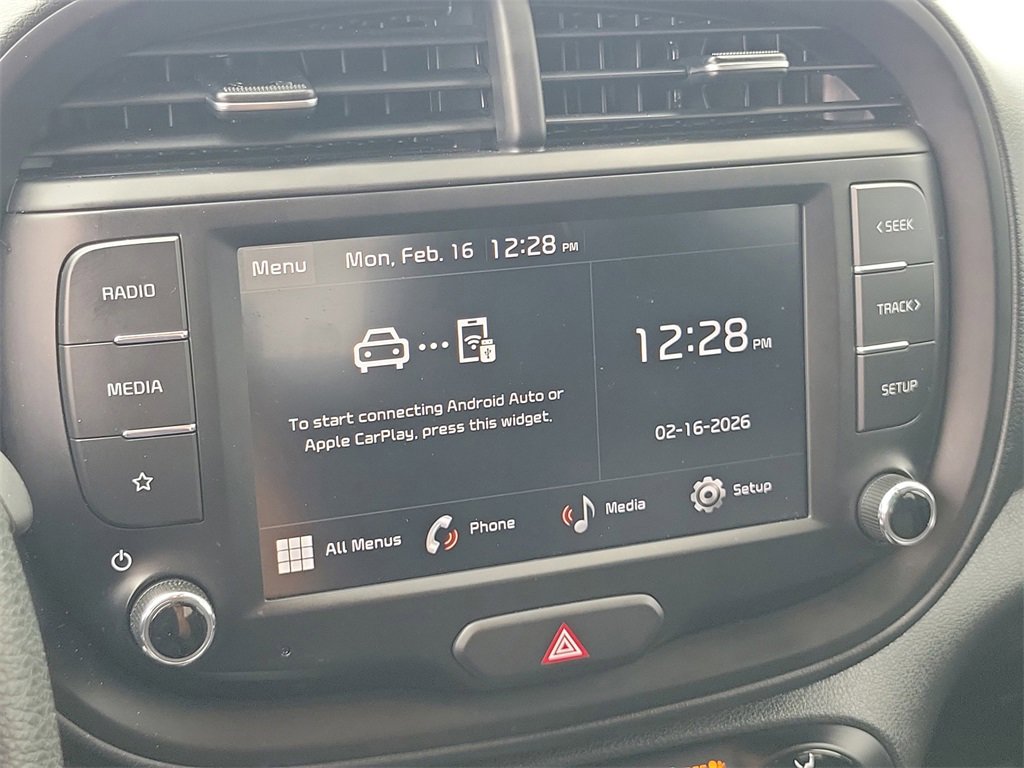 Menu Mon, Feb. 16 12:28 PM
To start connecting Android Auto or
Apple CarPlay, press this widget.
12:28 PM
02-16-2026
All Menus Phone Media Setup
RADIO
MEDIA
< SEEK
TRACK >
SETUP